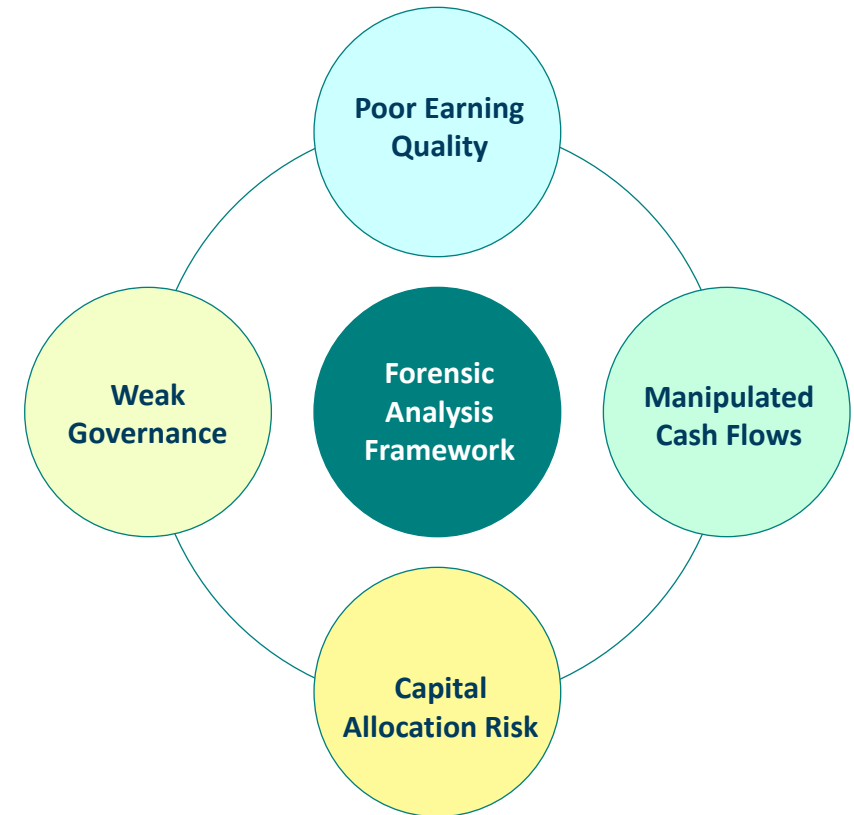 Poor Earning
Quality
Weak
Governance
Forensic
Analysis
Framework
Manipulated
Cash Flows
Capital
Allocation Risk